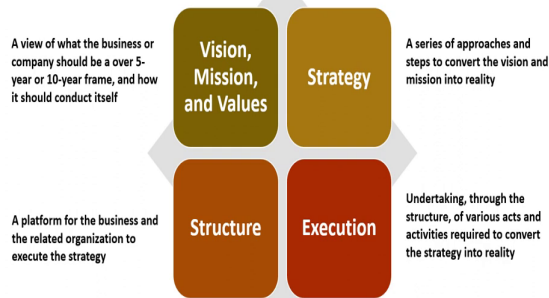 A view of what the business or
company should be a over 5-
year or 10-year frame, and how
it should conduct itself
Vision,
Mission,
and Values
Strategy
A series of approaches and
steps to convert the vision and
mission into reality
A platform for the business and
the related organization to
execute the strategy
Structure
Execution
Undertaking, through the
structure, of various acts and
activities required to convert
the strategy into reality